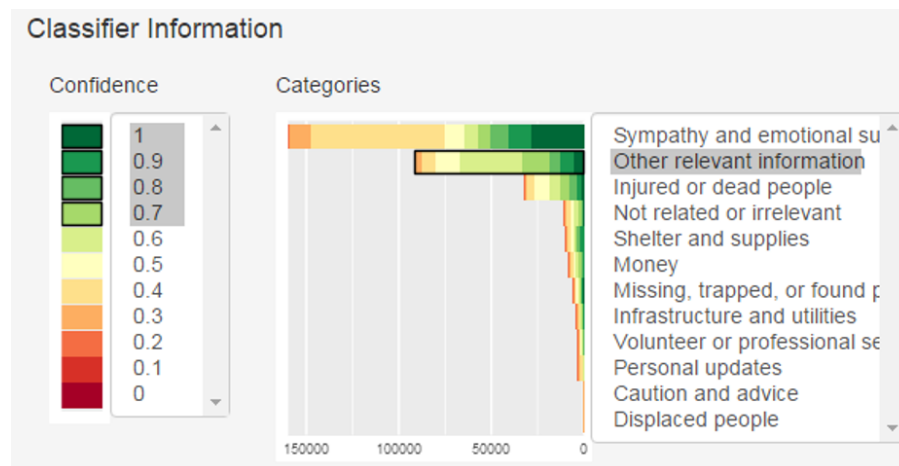 Classifier Information
Confidence
Categories
1
0.9
0.8
0.7
0.6
0.5
0.4
0.3
0.2
0.1
0
Sympathy and emotional su
Other relevant information
Injured or dead people
Not related or irrelevant
Shelter and supplies
Money
Missing, trapped, or found p
Infrastructure and utilities
Volunteer or professional se
Personal updates
Caution and advice
Displaced people
150000 100000 50000 0